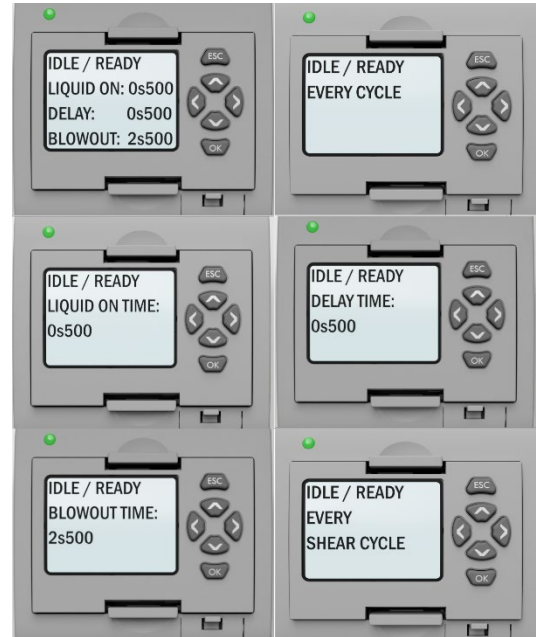 IDLE / READY
LIQUID ON: 0s500
DELAY: 0s500
BLOWOUT: 2s500
ESC
OK
IDLE / READY
EVERY CYCLE
ESC
OK
IDLE / READY
LIQUID ON TIME:
0s500
ESC
OK
IDLE / READY
DELAY TIME:
0s500
ESC
OK
IDLE / READY
BLOWOUT TIME:
2s500
ESC
OK
IDLE / READY
EVERY
SHEAR CYCLE
ESC
OK